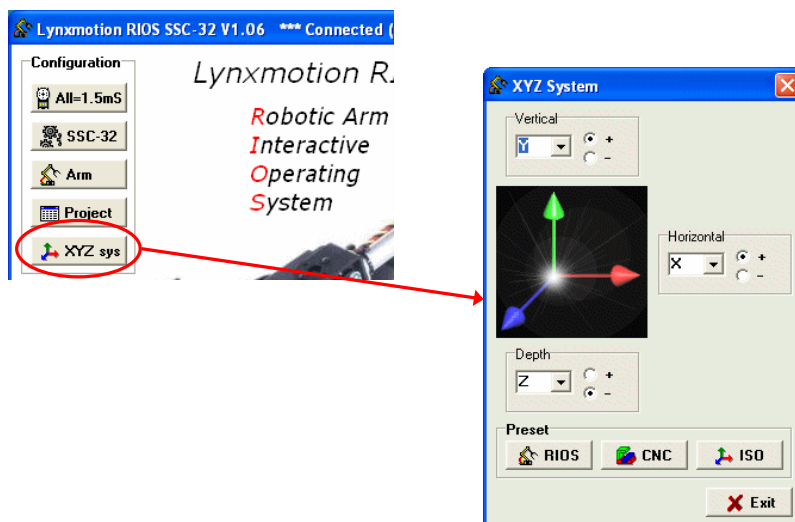 Lynxmotion RIOS SSC-32 V1.06 *** Connected (
Configuration
All=1.5mS
SSC-32
Arm
Project
XYZ sys
Lynxmotion R
Robotic Arm
Interactive
Operating
System
XYZ System
Vertical
Y
+
-
Horizontal
X
+
-
Depth
Z
+
-
Preset
RIOS
CNC
ISO
Exit